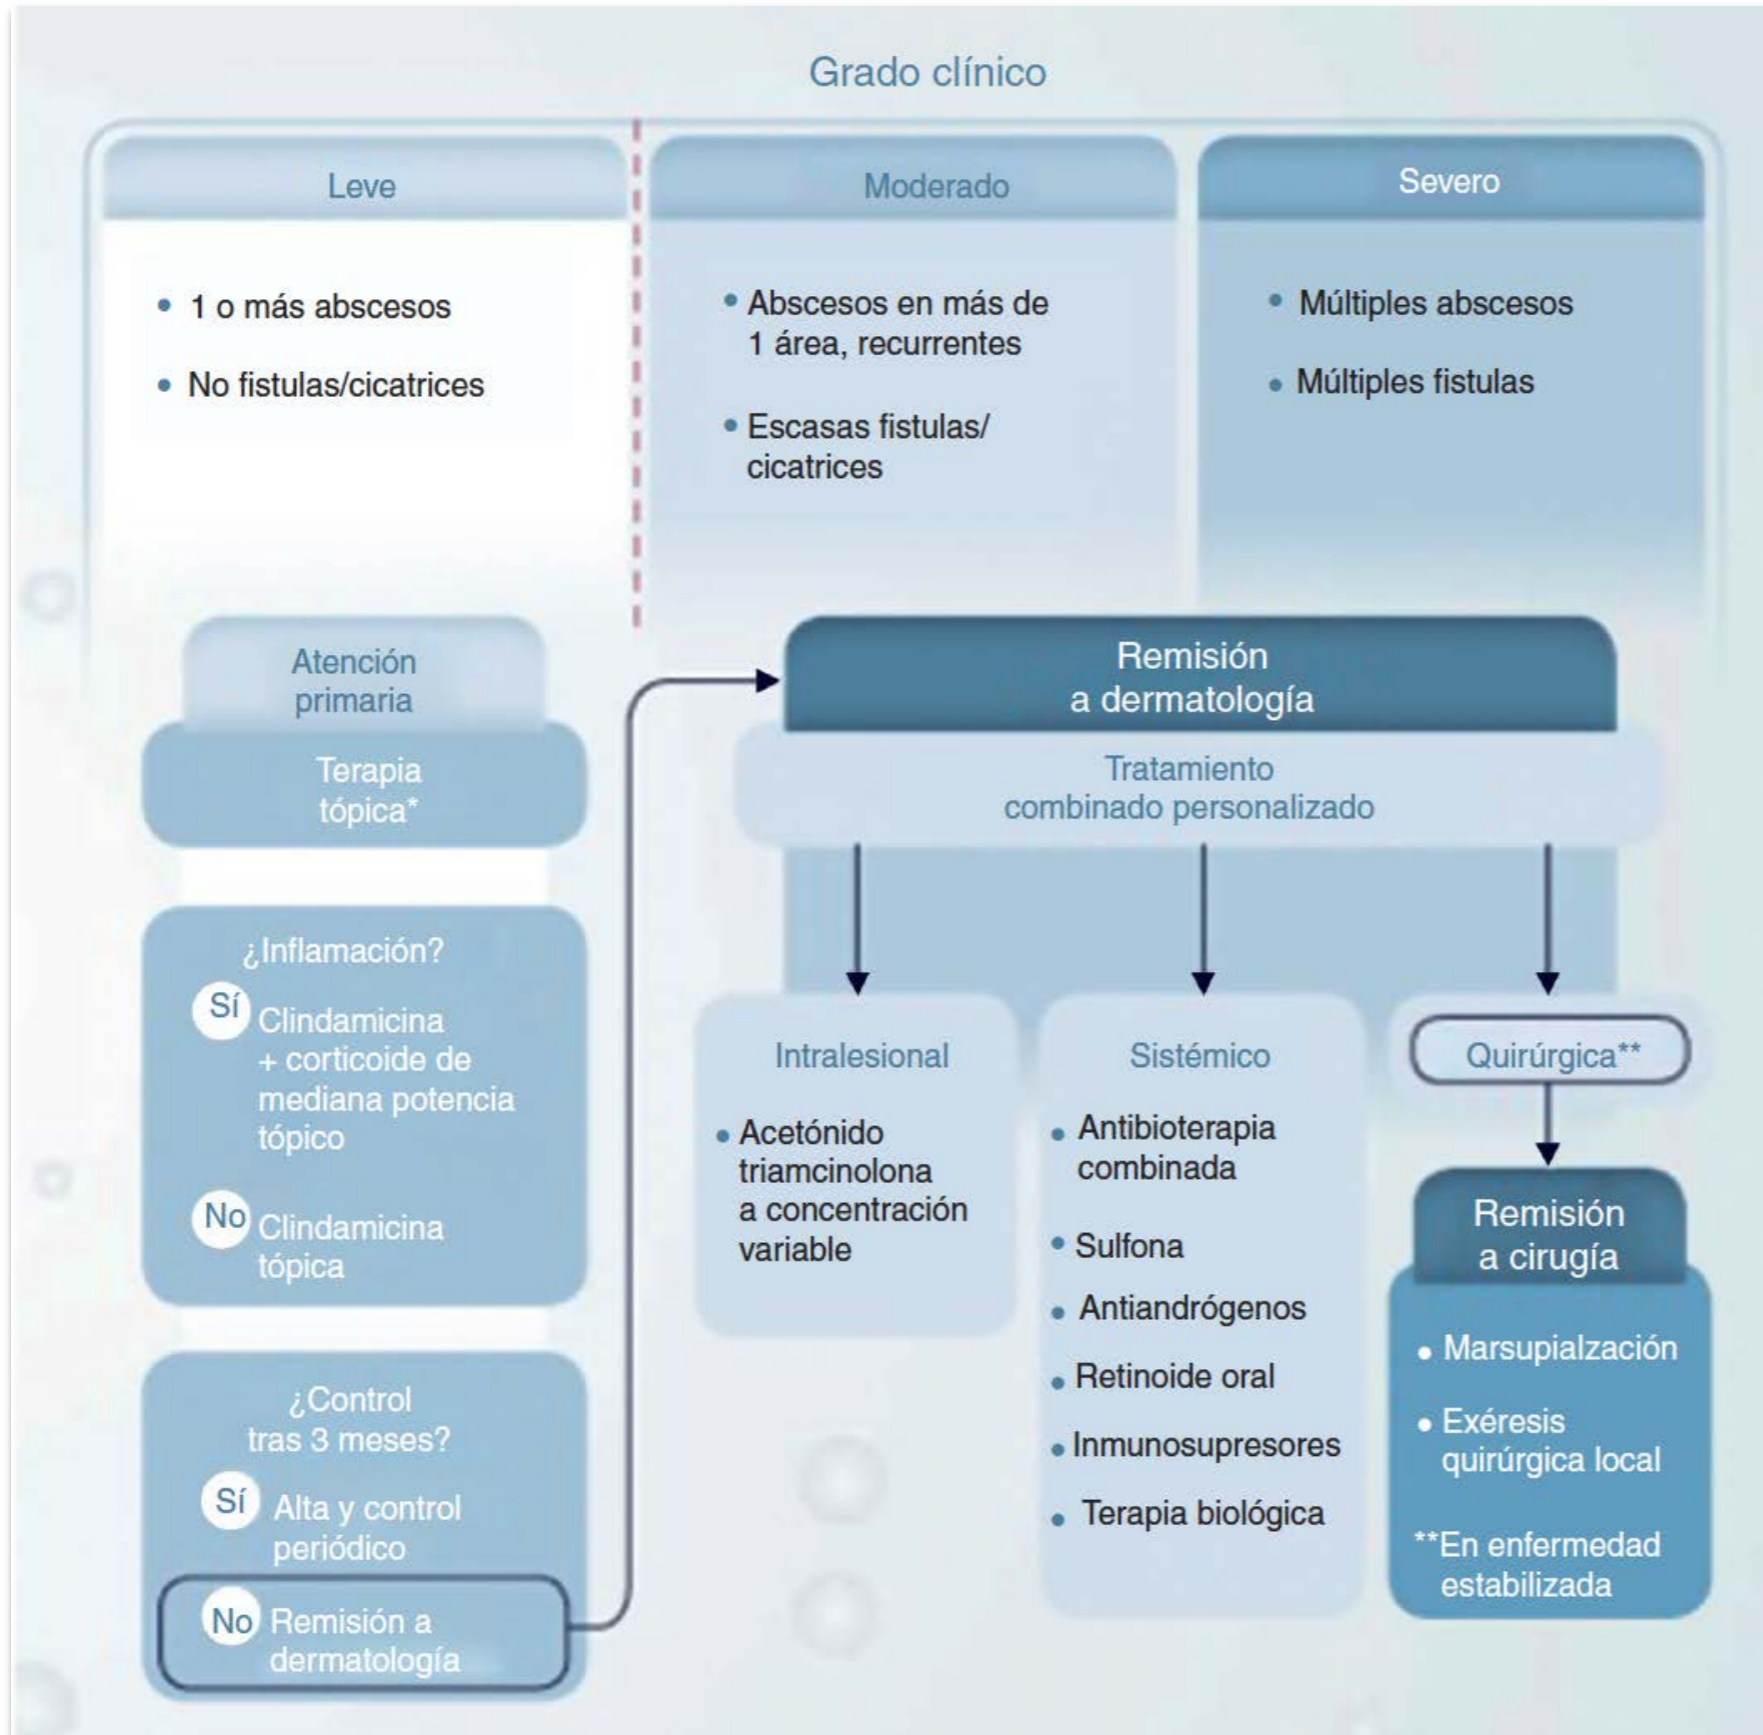 Grado clínico
Leve
• 1 o más abscesos
• No fistulas/cicatrices
Moderado
• Abscesos en más de
1 área, recurrentes
• Escasas fistulas/
cicatrices
Severo
• Múltiples abscesos
• Múltiples fistulas
Atención
primaria
Terapia
tópica*
¿Inflamación?
Sí Clindamicina
+ corticoide de
mediana potencia
tópico
No Clindamicina
tópica
¿Control
tras 3 meses?
Sí Alta y control
periódico
No Remisión a
dermatología
Remisión
a dermatología
Tratamiento
combinado personalizado
Intralesional
• Acetónido
triamcinolona
a concentración
variable
Sistémico
• Antibioterapia
combinada
• Sulfona
• Antiandrógenos
• Retinoide oral
• Inmunosupresores
• Terapia biológica
Quirúrgica**
Remisión
a cirugía
• Marsupialzación
• Exéresis
quirúrgica local
**En enfermedad
estabilizada